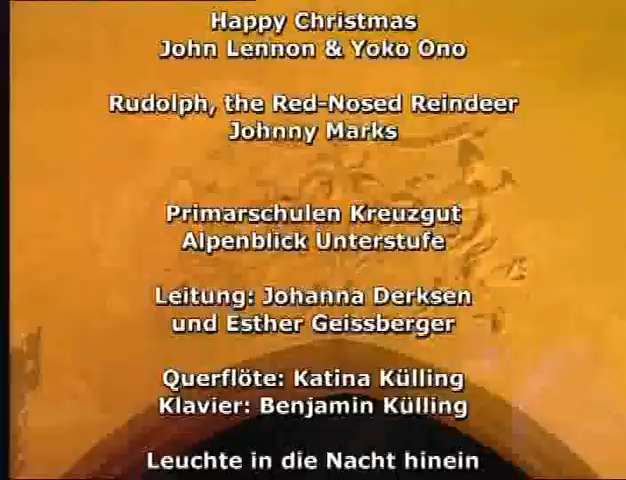 Happy Christmas
John Lennon & Yoko Ono
Rudolph, the Red-Nosed Reindeer
Johnny Marks
Primarschulen Kreuzgut
Alpenblick Unterstufe
Leitung: Johanna Derksen
und Esther Geissberger
Querflöte: Katina Külling
Klavier: Benjamin Külling
Leuchte in die Nacht hinein